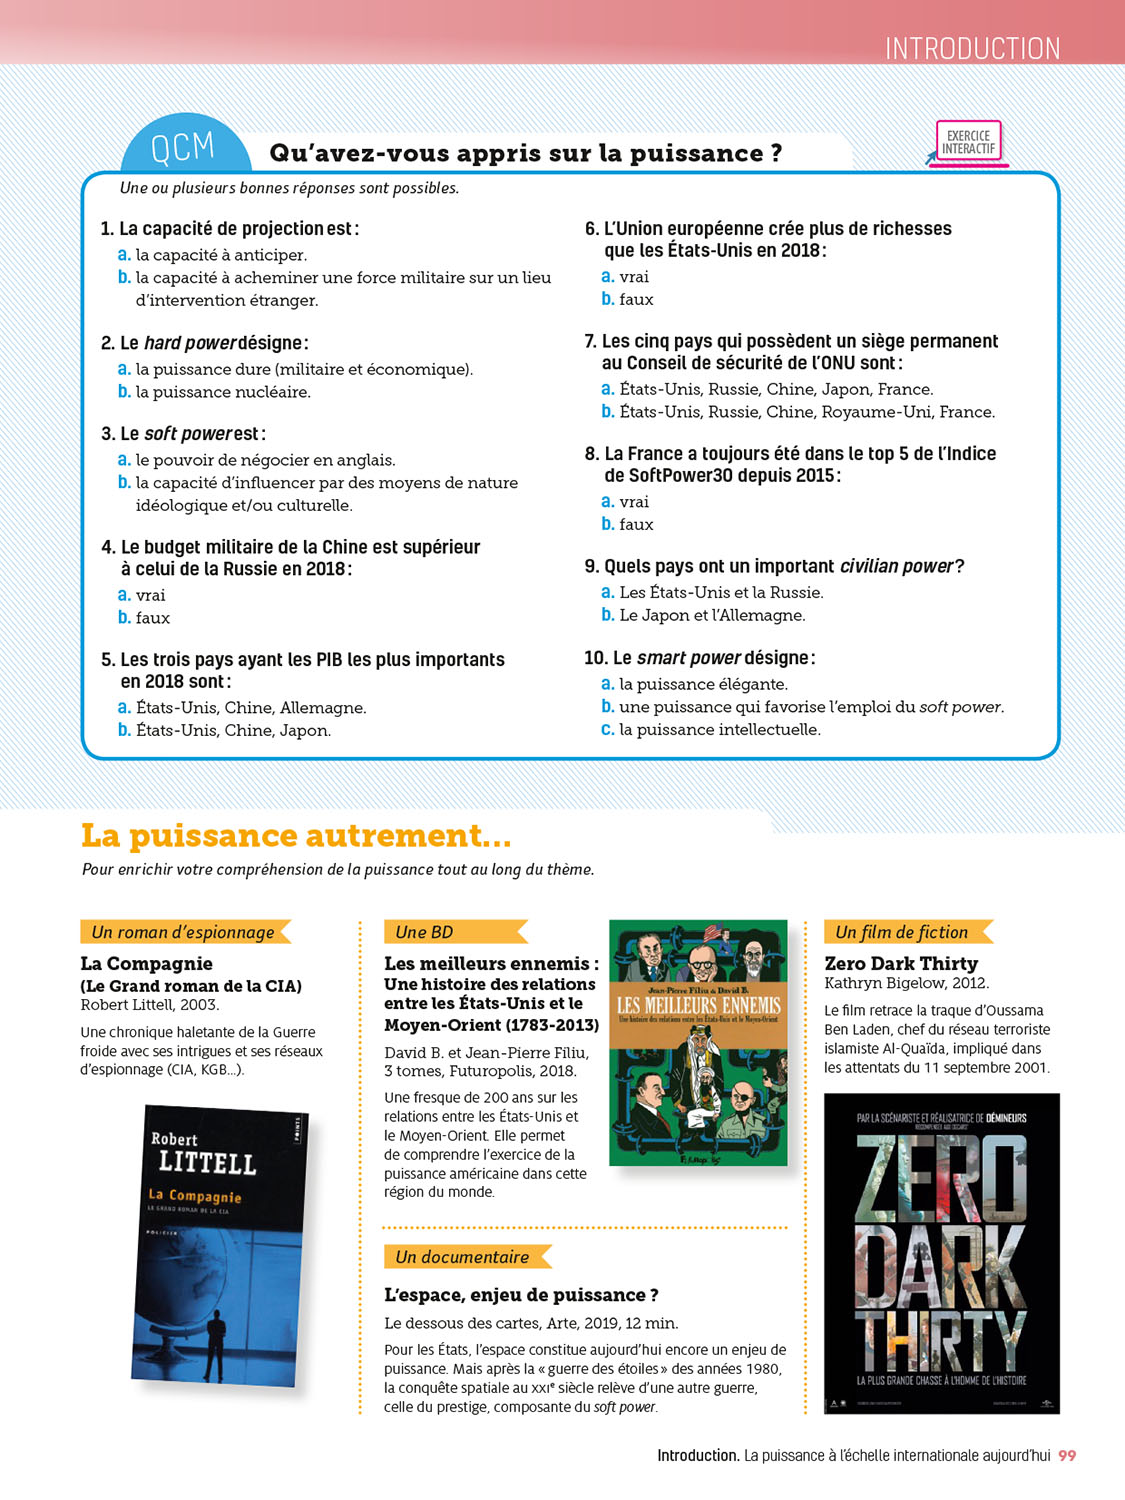 INTRODUCTION
QCM
Qu'avez-vous appris sur la puissance ?
EXERCICE
INTERACTIF
Une ou plusieurs bonnes réponses sont possibles.
1. La capacité de projection est :
a. la capacité à anticiper.
b. la capacité à acheminer une force militaire sur un lieu
d'intervention étranger.
2. Le hard power désigne :
a. la puissance dure (militaire et économique).
b. la puissance nucléaire.
3. Le soft power est :
a. le pouvoir de négocier en anglais.
b. la capacité d'influencer par des moyens de nature
idéologique et/ou culturelle.
4. Le budget militaire de la Chine est supérieur
à celui de la Russie en 2018 :
a. vrai
b. faux
5. Les trois pays ayant les PIB les plus importants
en 2018 sont :
a. États-Unis, Chine, Allemagne.
b. États-Unis, Chine, Japon.
6. L'Union européenne crée plus de richesses
que les États-Unis en 2018 :
a. vrai
b. faux
7. Les cinq pays qui possèdent un siège permanent
au Conseil de sécurité de l'ONU sont :
a. États-Unis, Russie, Chine, Japon, France.
b. États-Unis, Russie, Chine, Royaume-Uni, France.
8. La France a toujours été dans le top 5 de l'Indice
de SoftPower30 depuis 2015 :
a. vrai
b. faux
9. Quels pays ont un important civilian power ?
a. Les États-Unis et la Russie.
b. Le Japon et l'Allemagne.
10. Le smart power désigne :
a. la puissance élégante.
b. une puissance qui favorise l'emploi du soft power.
c. la puissance intellectuelle.
La puissance autrement...
Pour enrichir votre compréhension de la puissance tout au long du thème.
Un roman d'espionnage
La Compagnie
(Le Grand roman de la CIA)
Robert Littell, 2003.
Une chronique haletante de la Guerre
froide avec ses intrigues et ses réseaux
d'espionnage (CIA, KGB...).
POINTS
Robert
LITTELL
La Compagnie
LE GRAND ROMAN DE LA CIA
POLICIER
Une BD
Les meilleurs ennemis :
Une histoire des relations
entre les États-Unis et le
Moyen-Orient (1783-2013)
David B. et Jean-Pierre Filiu,
3 tomes, Futuropolis, 2018.
Une fresque de 200 ans sur les
relations entre les États-Unis et
le Moyen-Orient. Elle permet
de comprendre l'exercice de la
puissance américaine dans cette
région du monde.
Jean-Pierre Filiu & David B.
LES MEILLEURS ENNEMIS
Une histoire des relations entre les États-Unis et le Moyen-Orient
Un documentaire
L'espace, enjeu de puissance ?
Le dessous des cartes, Arte, 2019, 12 min.
Pour les États, l'espace constitue aujourd'hui encore un enjeu de
puissance. Mais après la « guerre des étoiles » des années 1980,
la conquête spatiale au XXIe siècle relève d'une autre guerre,
celle du prestige, composante du soft power.
Un film de fiction
Zero Dark Thirty
Kathryn Bigelow, 2012.
Le film retrace la traque d'Oussama
Ben Laden, chef du réseau terroriste
islamiste Al-Quaïda, impliqué dans
les attentats du 11 septembre 2001.
PAR LA SCÉNARISTE ET RÉALISATRICE DE DÉMINEURS
ZERO
DARK
THIRTY
LA PLUS GRANDE CHASSE À L'HOMME DE L'HISTOIRE
Introduction. La puissance à l'échelle internationale aujourd'hui 99